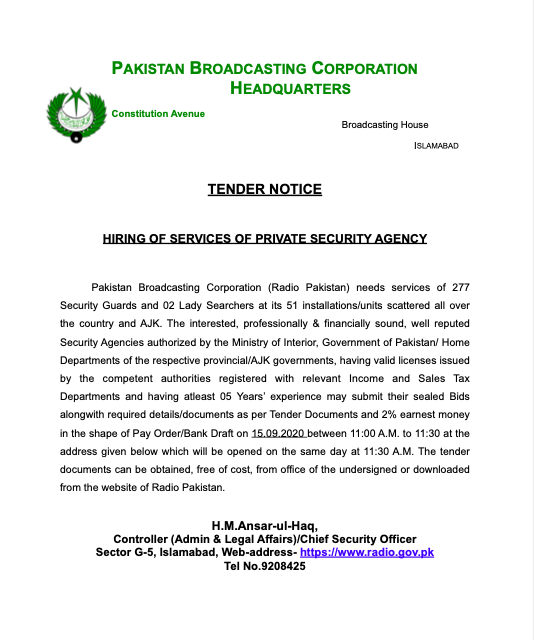 PAKISTAN BROADCASTING CORPORATION
HEADQUARTERS
Constitution Avenue
Broadcasting House
ISLAMABAD
TENDER NOTICE
HIRING OF SERVICES OF PRIVATE SECURITY AGENCY
Pakistan Broadcasting Corporation (Radio Pakistan) needs services of 277
Security Guards and 02 Lady Searchers at its 51 installations/units scattered all over
the country and AJK. The interested, professionally & financially sound, well reputed
Security Agencies authorized by the Ministry of Interior, Government of Pakistan/ Home
Departments of the respective provincial/AJK governments, having valid licenses issued
by the competent authorities registered with relevant Income and Sales Tax
Departments and having atleast 05 Years' experience may submit their sealed Bids
alongwith required details/documents as per Tender Documents and 2% earnest money
in the shape of Pay Order/Bank Draft on 15.09.2020 between 11:00 A.M. to 11:30 at the
address given below which will be opened on the same day at 11:30 A.M. The tender
documents can be obtained, free of cost, from office of the undersigned or downloaded
from the website of Radio Pakistan.
H.M.Ansar-ul-Haq,
Controller (Admin & Legal Affairs)/Chief Security Officer
Sector G-5, Islamabad, Web-address- https://www.radio.gov.pk
Tel No.9208425